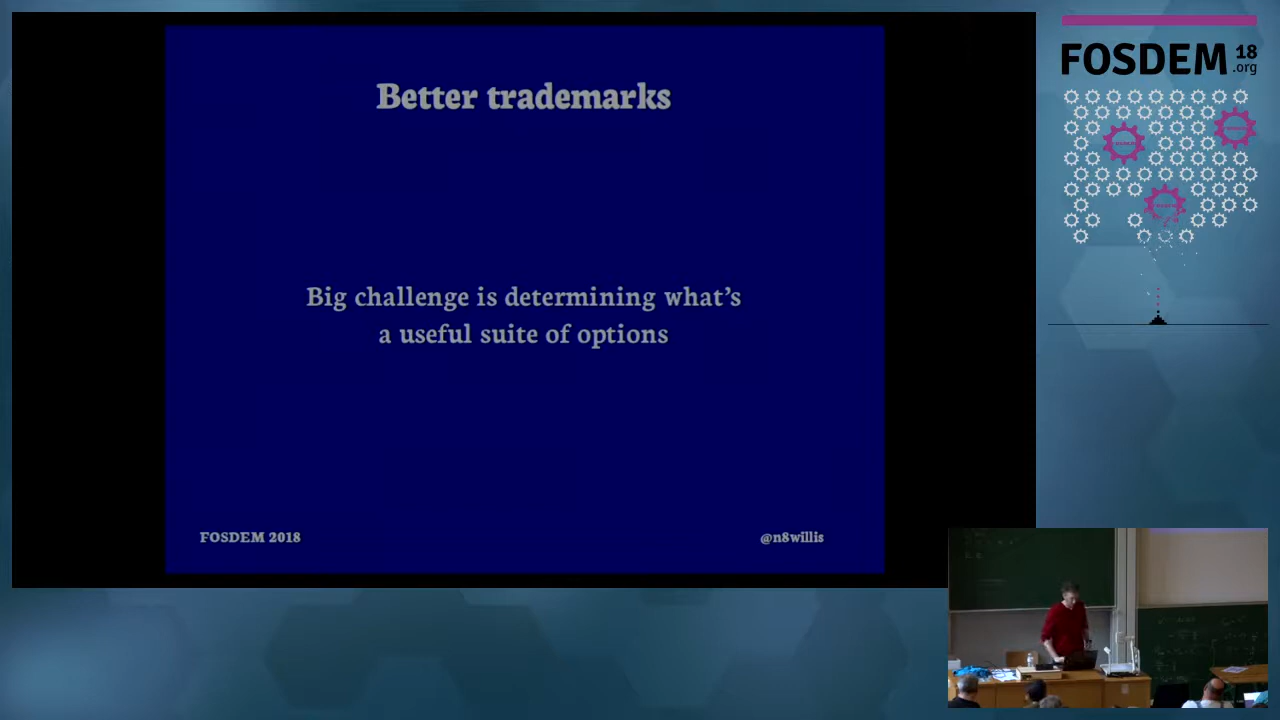 Better trademarks
Big challenge is determining what's
a useful suite of options
FOSDEM 2018
@n8willis
FOSDEM 18
.org